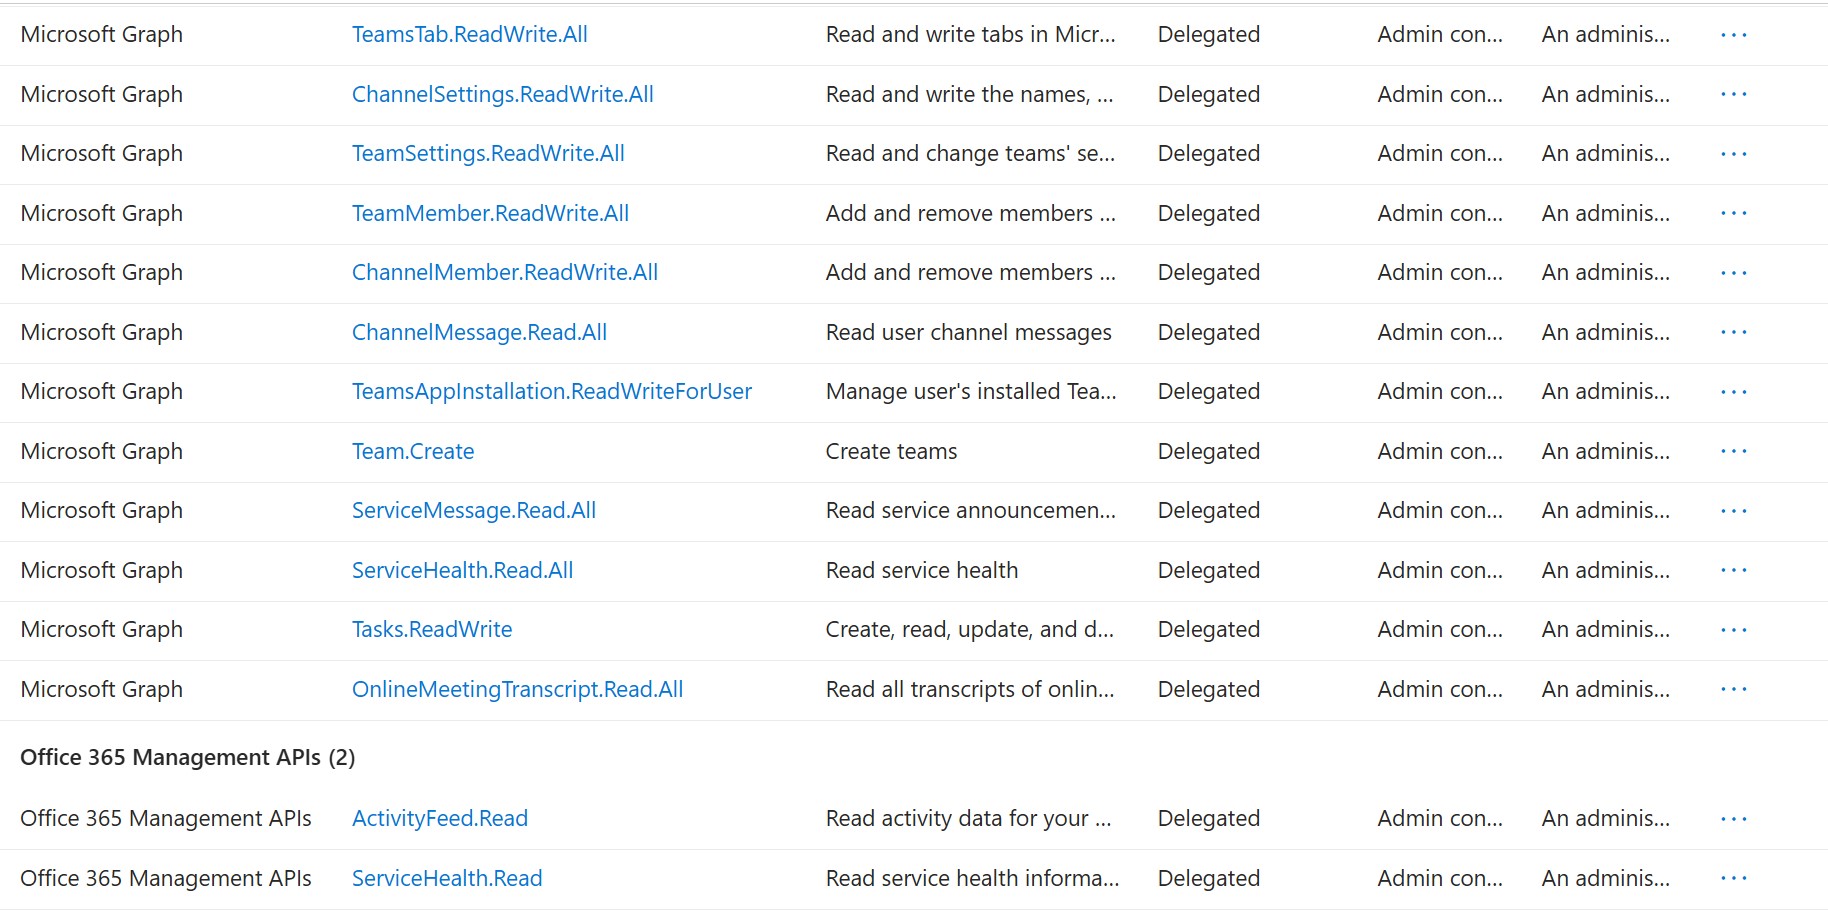 Microsoft Graph TeamsTab.ReadWrite.All Read and write tabs in Micr... Delegated Admin con... An adminis... ...
Microsoft Graph ChannelSettings.ReadWrite.All Read and write the names, ... Delegated Admin con... An adminis... ...
Microsoft Graph TeamSettings.ReadWrite.All Read and change teams' se... Delegated Admin con... An adminis... ...
Microsoft Graph TeamMember.ReadWrite.All Add and remove members ... Delegated Admin con... An adminis... ...
Microsoft Graph ChannelMember.ReadWrite.All Add and remove members ... Delegated Admin con... An adminis... ...
Microsoft Graph ChannelMessage.Read.All Read user channel messages Delegated Admin con... An adminis... ...
Microsoft Graph TeamsAppInstallation.ReadWriteForUser Manage user's installed Tea... Delegated Admin con... An adminis... ...
Microsoft Graph Team.Create Create teams Delegated Admin con... An adminis... ...
Microsoft Graph ServiceMessage.Read.All Read service announcemen... Delegated Admin con... An adminis... ...
Microsoft Graph ServiceHealth.Read.All Read service health Delegated Admin con... An adminis... ...
Microsoft Graph Tasks.ReadWrite Create, read, update, and d... Delegated Admin con... An adminis... ...
Microsoft Graph OnlineMeetingTranscript.Read.All Read all transcripts of onlin... Delegated Admin con... An adminis... ...
Office 365 Management APIs (2)
Office 365 Management APIs ActivityFeed.Read Read activity data for your ... Delegated Admin con... An adminis... ...
Office 365 Management APIs ServiceHealth.Read Read service health informa... Delegated Admin con... An adminis... ...